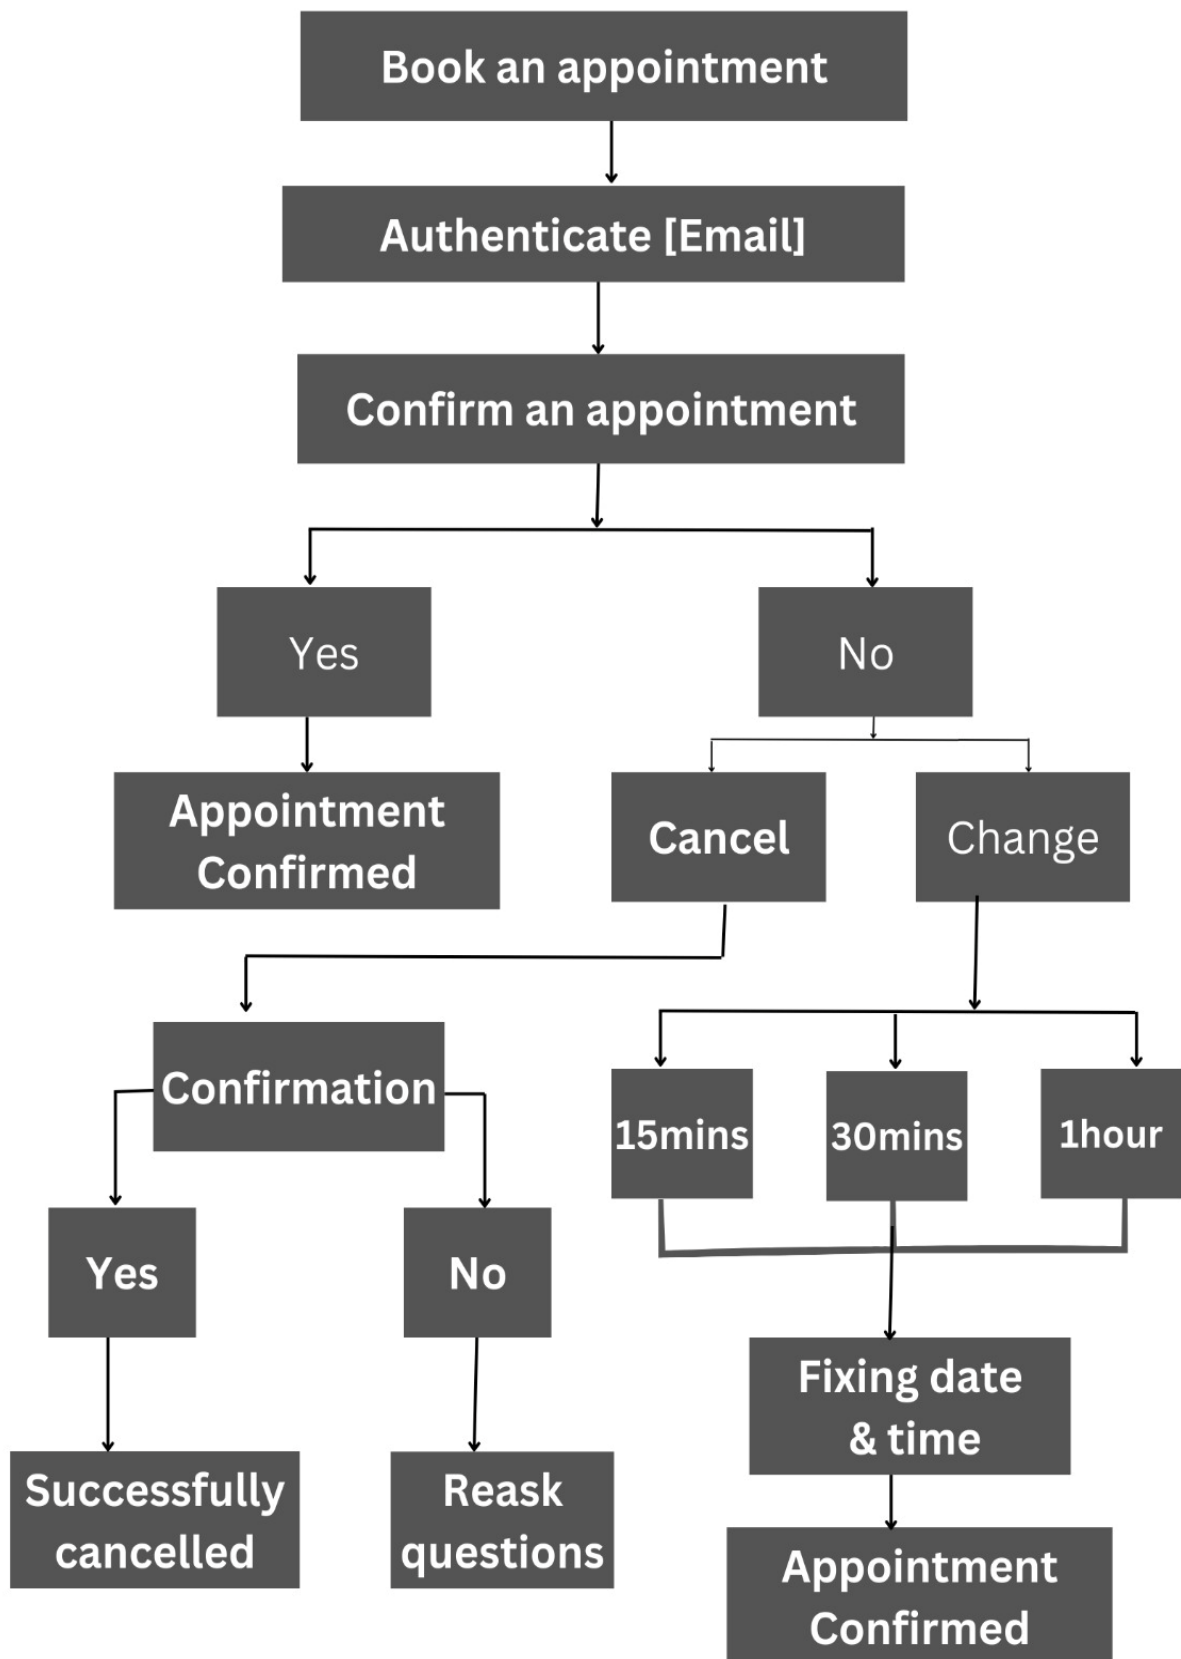 Book an appointment
Authenticate [Email]
Confirm an appointment
Yes
No
Appointment
Confirmed
Cancel
Change
Confirmation
15mins
30mins
1hour
Yes
No
Fixing date
& time
Successfully
cancelled
Reask
questions
Appointment
Confirmed